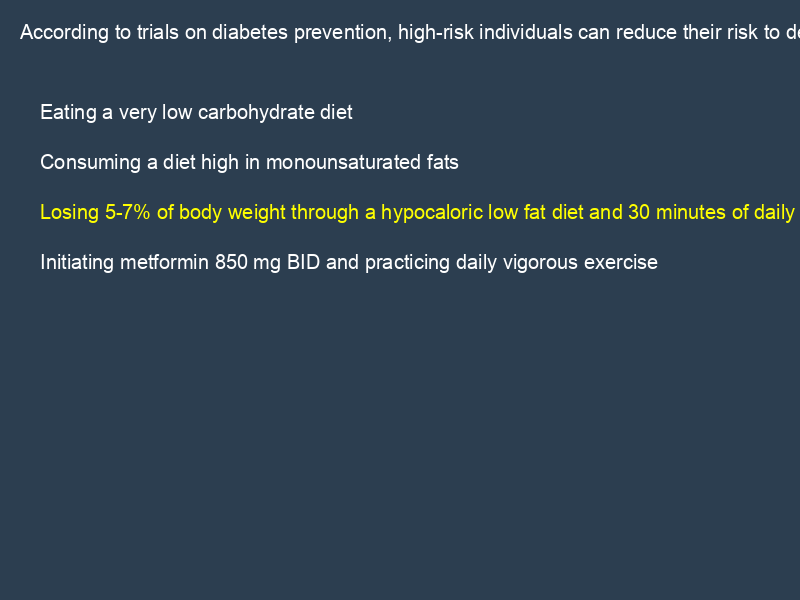 According to trials on diabetes prevention, high-risk individuals can reduce their risk to
Eating a very low carbohydrate diet
Consuming a diet high in monounsaturated fats
Losing 5-7% of body weight through a hypocaloric low fat diet and 30 minutes of daily
Initiating metformin 850 mg BID and practicing daily vigorous exercise